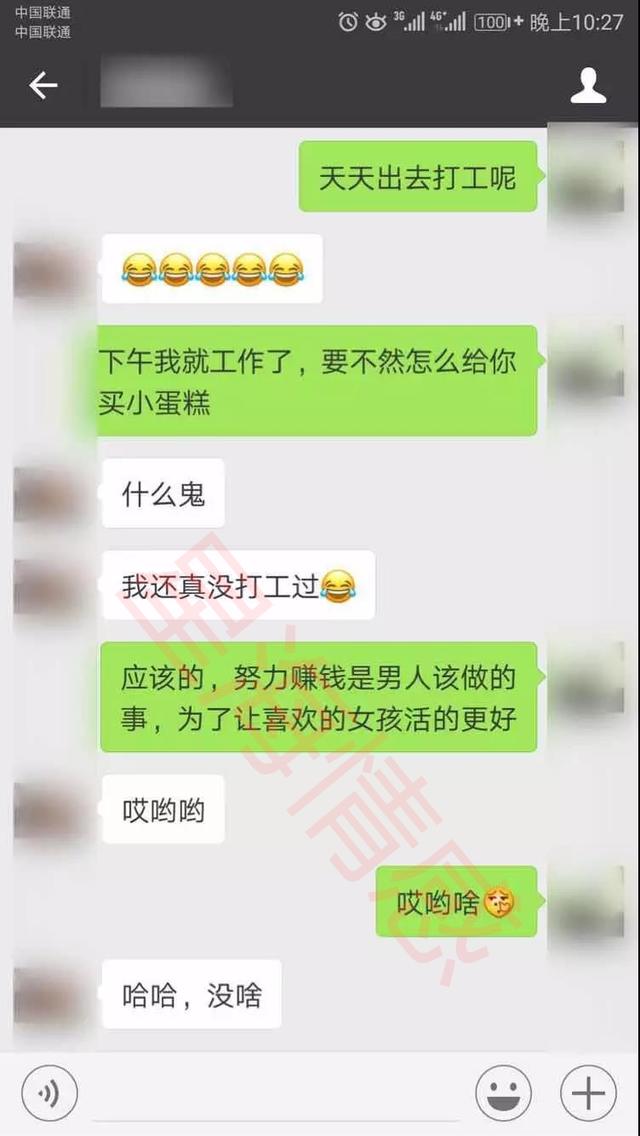 中国联通
中国联通
3G
4G+
100
晚上10:27
天天出去打工呢
😂😂😂😂😂
下午我就工作了，要不然怎么给你
买小蛋糕
什么鬼
我还真没打工过😂
应该的，努力赚钱是男人该做的
事，为了让喜欢的女孩活的更好
哎哟哟
哎哟啥
哈哈，没啥
星海情感